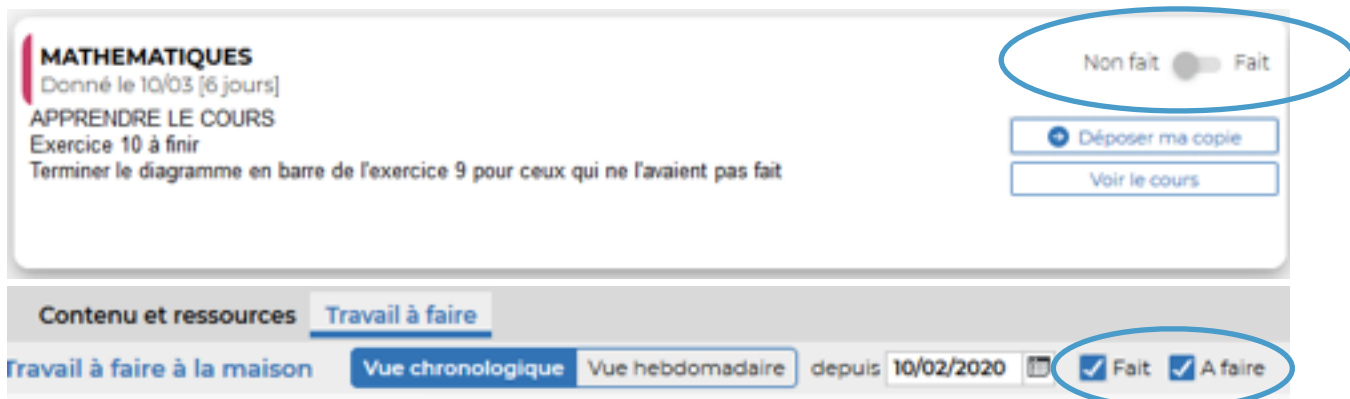 MATHEMATIQUES
Non fait Fait
Donné le 10/03 [6 jours]
APPRENDRE LE COURS
Exercice 10 à finir
Déposer ma copie
Terminer le diagramme en barre de l'exercice 9 pour ceux qui ne l'avaient pas fait
Voir le cours
Contenu et ressources Travail à faire
Travail à faire à la maison Vue chronologique Vue hebdomadaire depuis 10/02/2020 Fait A faire